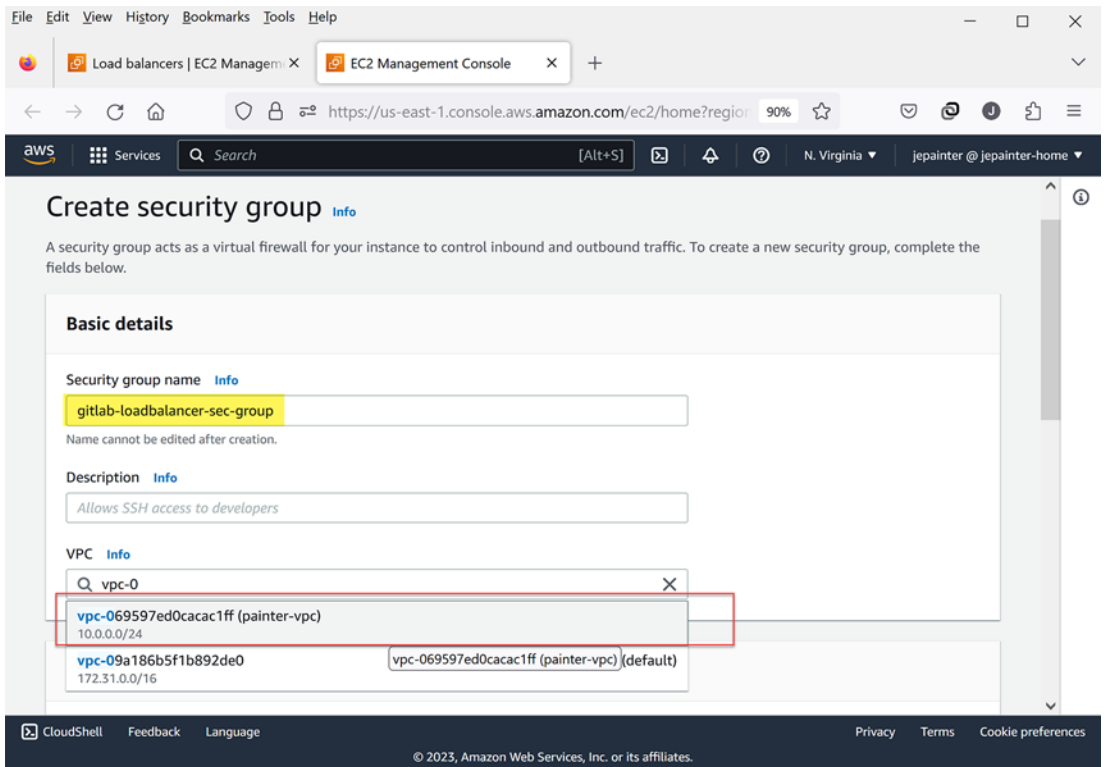 File Edit View History Bookmarks Tools Help
Load balancers | EC2 Managem
EC2 Management Console
https://us-east-1.console.aws.amazon.com/ec2/home?region 90%
aws Services Search [Alt+S] N. Virginia ▼ jepainter @ jepainter-home ▼
Create security group Info
A security group acts as a virtual firewall for your instance to control inbound and outbound traffic. To create a new security group, complete the
fields below.
Basic details
Security group name Info
gitlab-loadbalancer-sec-group
Name cannot be edited after creation.
Description Info
Allows SSH access to developers
VPC Info
vpc-0
vpc-069597ed0cacac1ff (painter-vpc)
10.0.0.0/24
vpc-09a186b5f1b892de0 vpc-069597ed0cacac1ff (painter-vpc) (default)
172.31.0.0/16
CloudShell Feedback Language Privacy Terms Cookie preferences
© 2023, Amazon Web Services, Inc. or its affiliates.